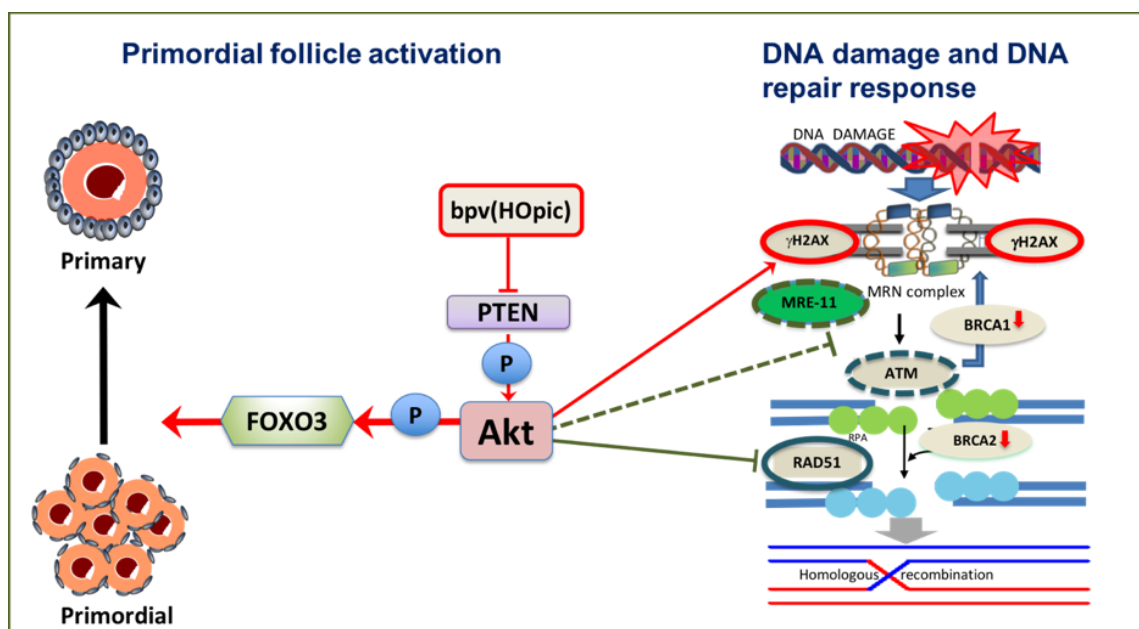 Primordial follicle activation
DNA damage and DNA
repair response
DNA DAMAGE
bpv(HOpic)
γH2AX
γH2AX
Primary
MRN complex
MRE-11
PTEN
BRCA1
P
ATM
FOXO3
P
Akt
RPA
BRCA2
RAD51
Homologous recombination
Primordial